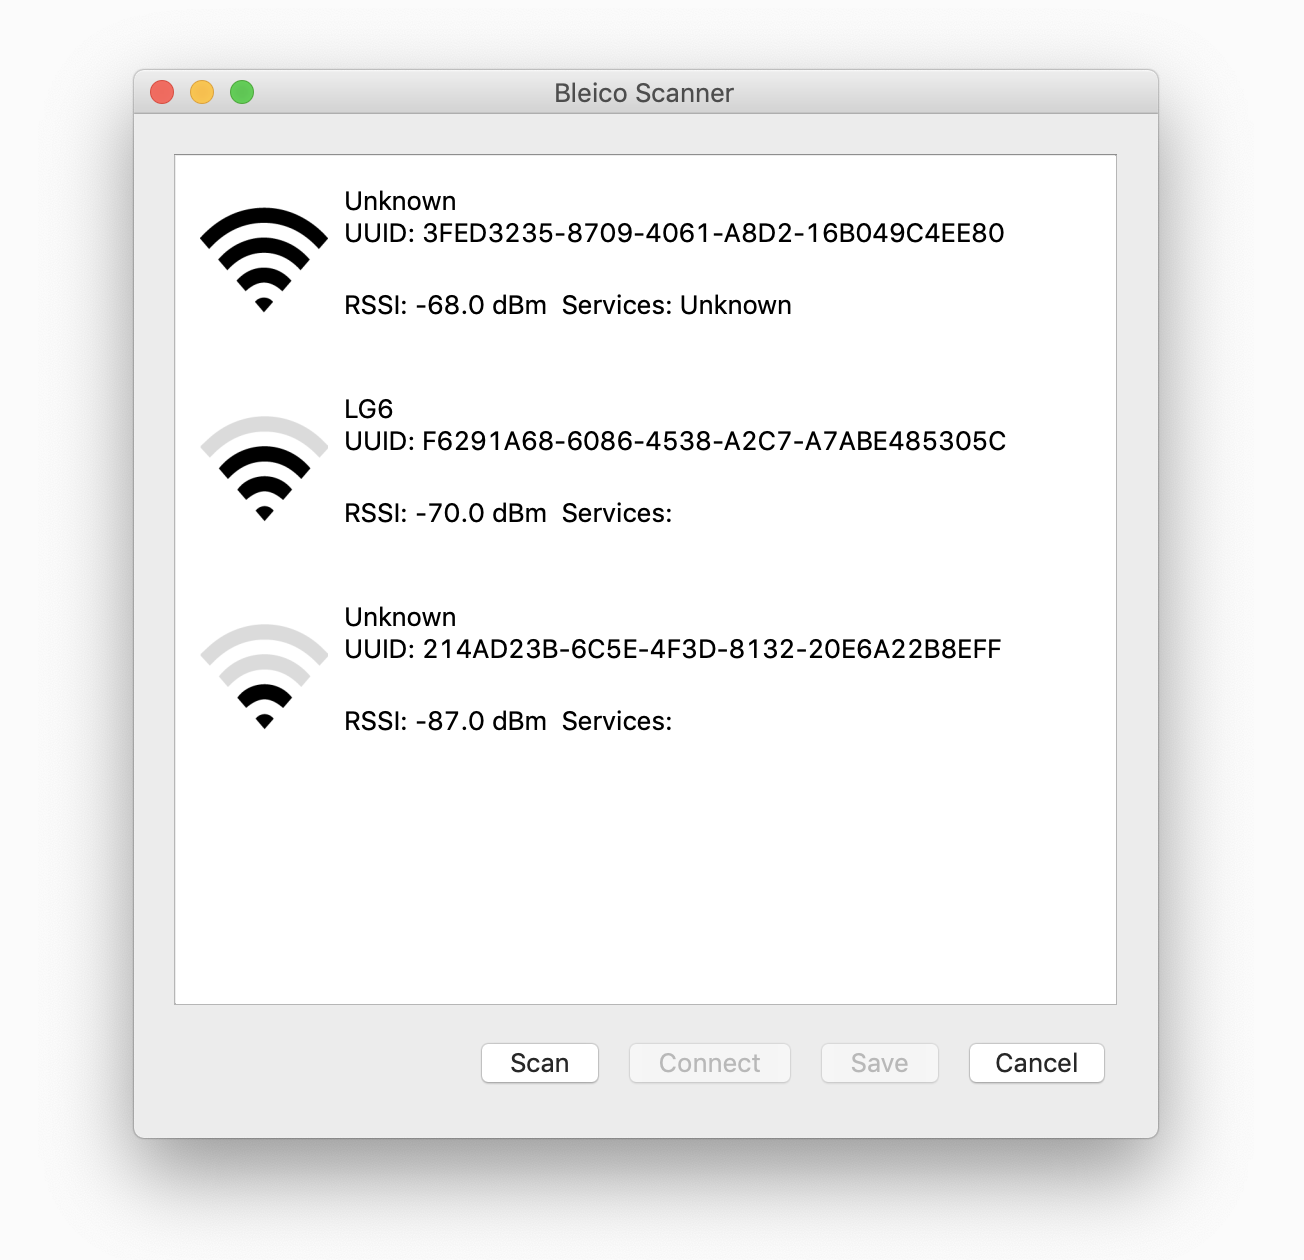 Bleico Scanner
Unknown
UUID: 3FED3235-8709-4061-A8D2-16B049C4EE80
RSSI: -68.0 dBm  Services: Unknown
LG6
UUID: F6291A68-6086-4538-A2C7-A7ABE485305C
RSSI: -70.0 dBm  Services:
Unknown
UUID: 214AD23B-6C5E-4F3D-8132-20E6A22B8EFF
RSSI: -87.0 dBm  Services:
Scan Connect Save Cancel